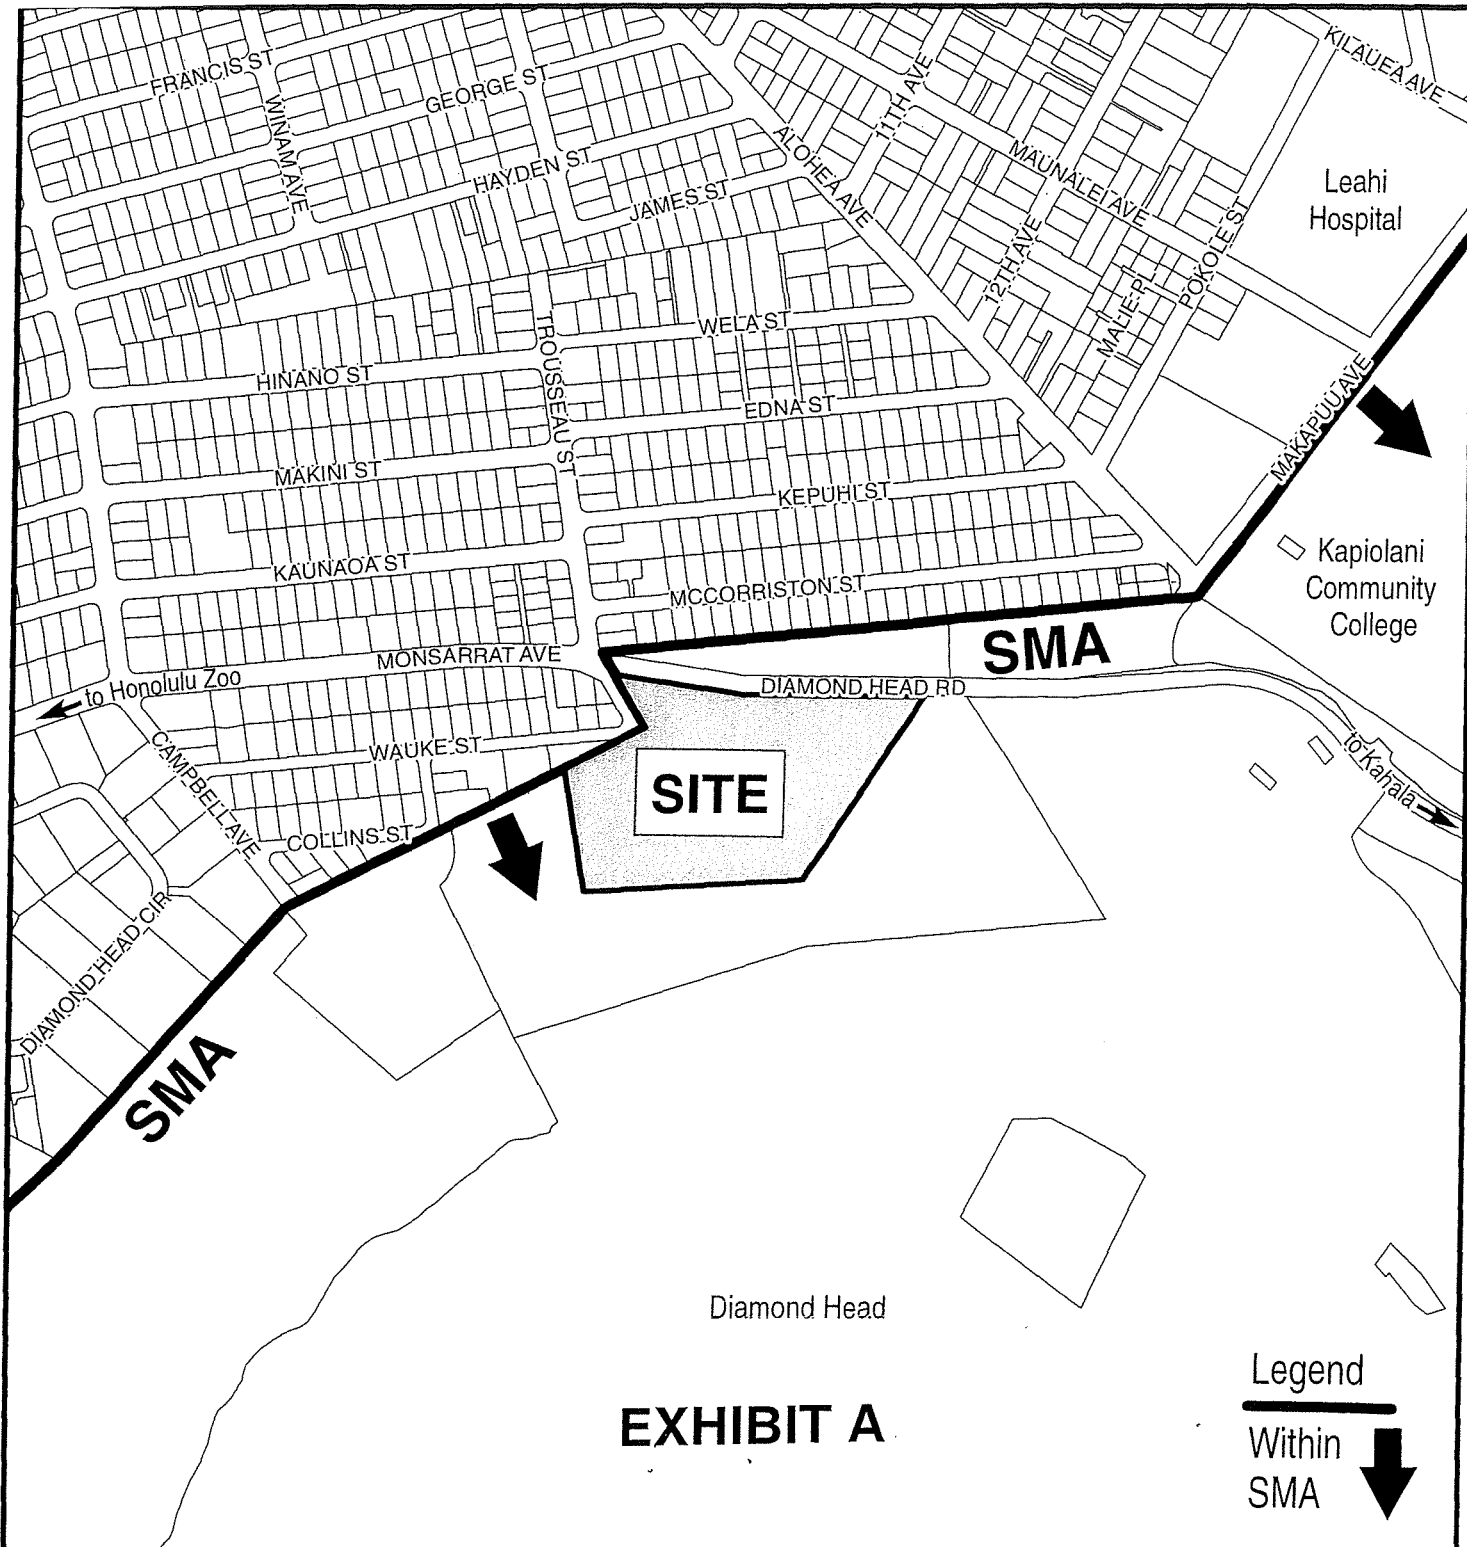 FRANCIS ST
WINAM AVE
GEORGE ST
HAYDEN ST
JAMES ST
ALOHEA AVE
11TH AVE
MAUNALEI AVE
12TH AVE
MALIE PL
POKOLE ST
KILAUEA AVE
Leahi
Hospital
TROUSSEAU ST
WELA ST
HINANO ST
EDNA ST
MAKINI ST
KEPUHI ST
MAKAPUU AVE
KAUNAOA ST
MCCORRISTON ST
Kapiolani
Community
College
MONSARRAT AVE
SMA
to Honolulu Zoo
DIAMOND HEAD RD
CAMPBELL AVE
WAUKE ST
SITE
to Kahala
COLLINS ST
DIAMOND HEAD CIR
SMA
Diamond Head
EXHIBIT A
Legend
Within
SMA